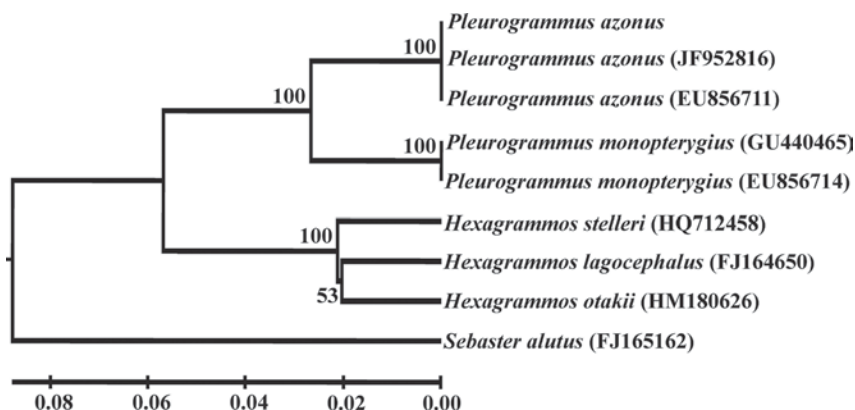 Pleurogrammus azonus
100
Pleurogrammus azonus (JF952816)
100
Pleurogrammus azonus (EU856711)
100
Pleurogrammus monopterygius (GU440465)
Pleurogrammus monopterygius (EU856714)
Hexagrammos stelleri (HQ712458)
100
Hexagrammos lagocephalus (FJ164650)
53
Hexagrammos otakii (HM180626)
Sebaster alutus (FJ165162)
0.08 0.06 0.04 0.02 0.00